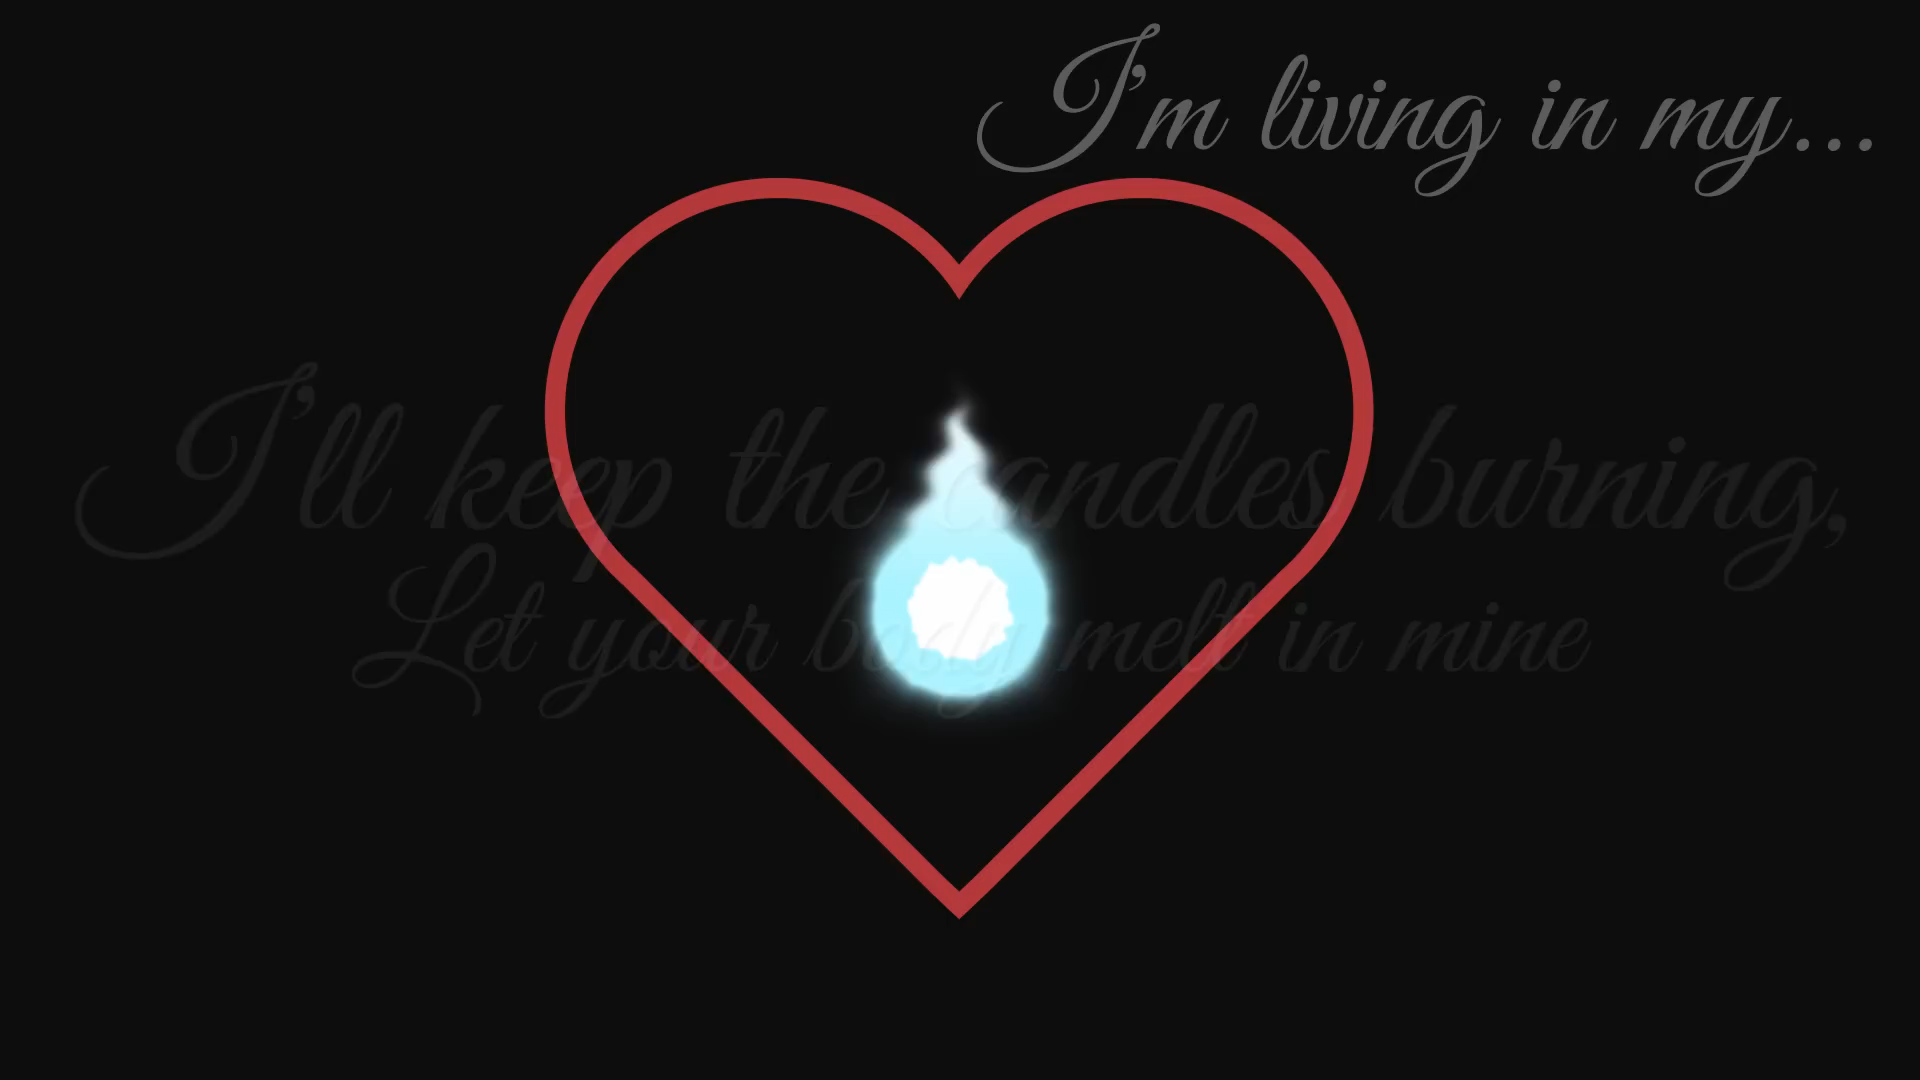 I'm living in my...
I'll keep the candles burning,
Let your body melt in mine